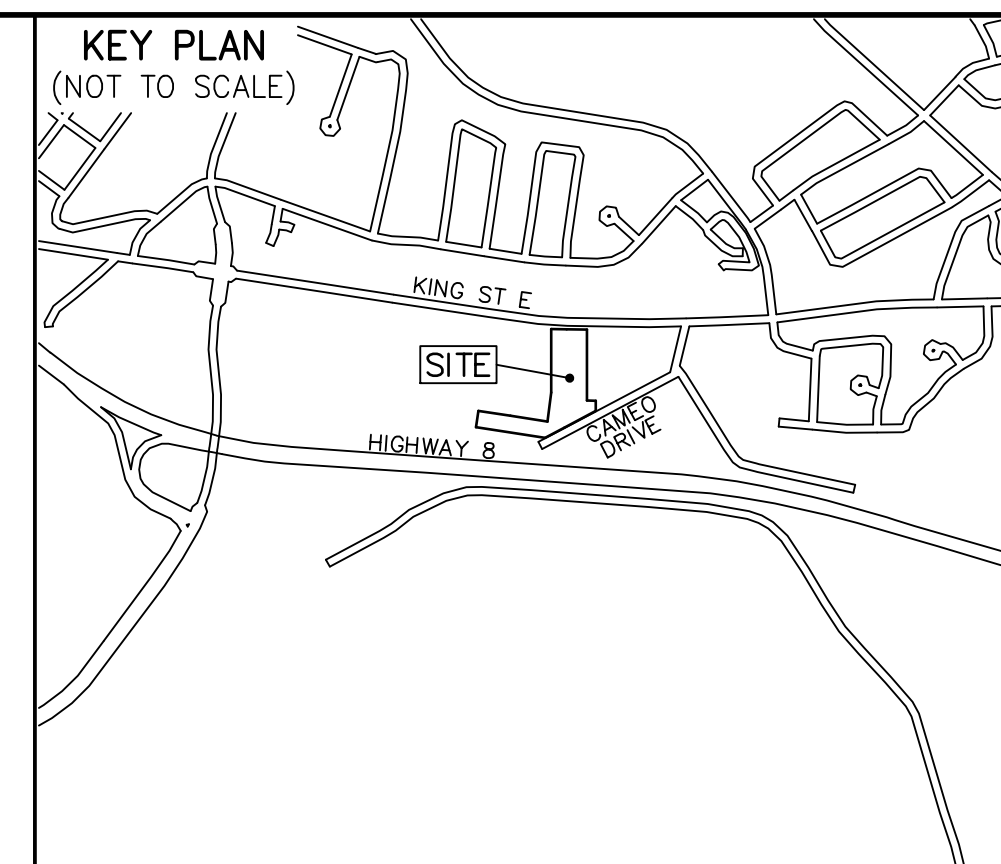 KEY PLAN
(NOT TO SCALE)
KING ST E
SITE
CAMEO
DRIVE
HIGHWAY 8